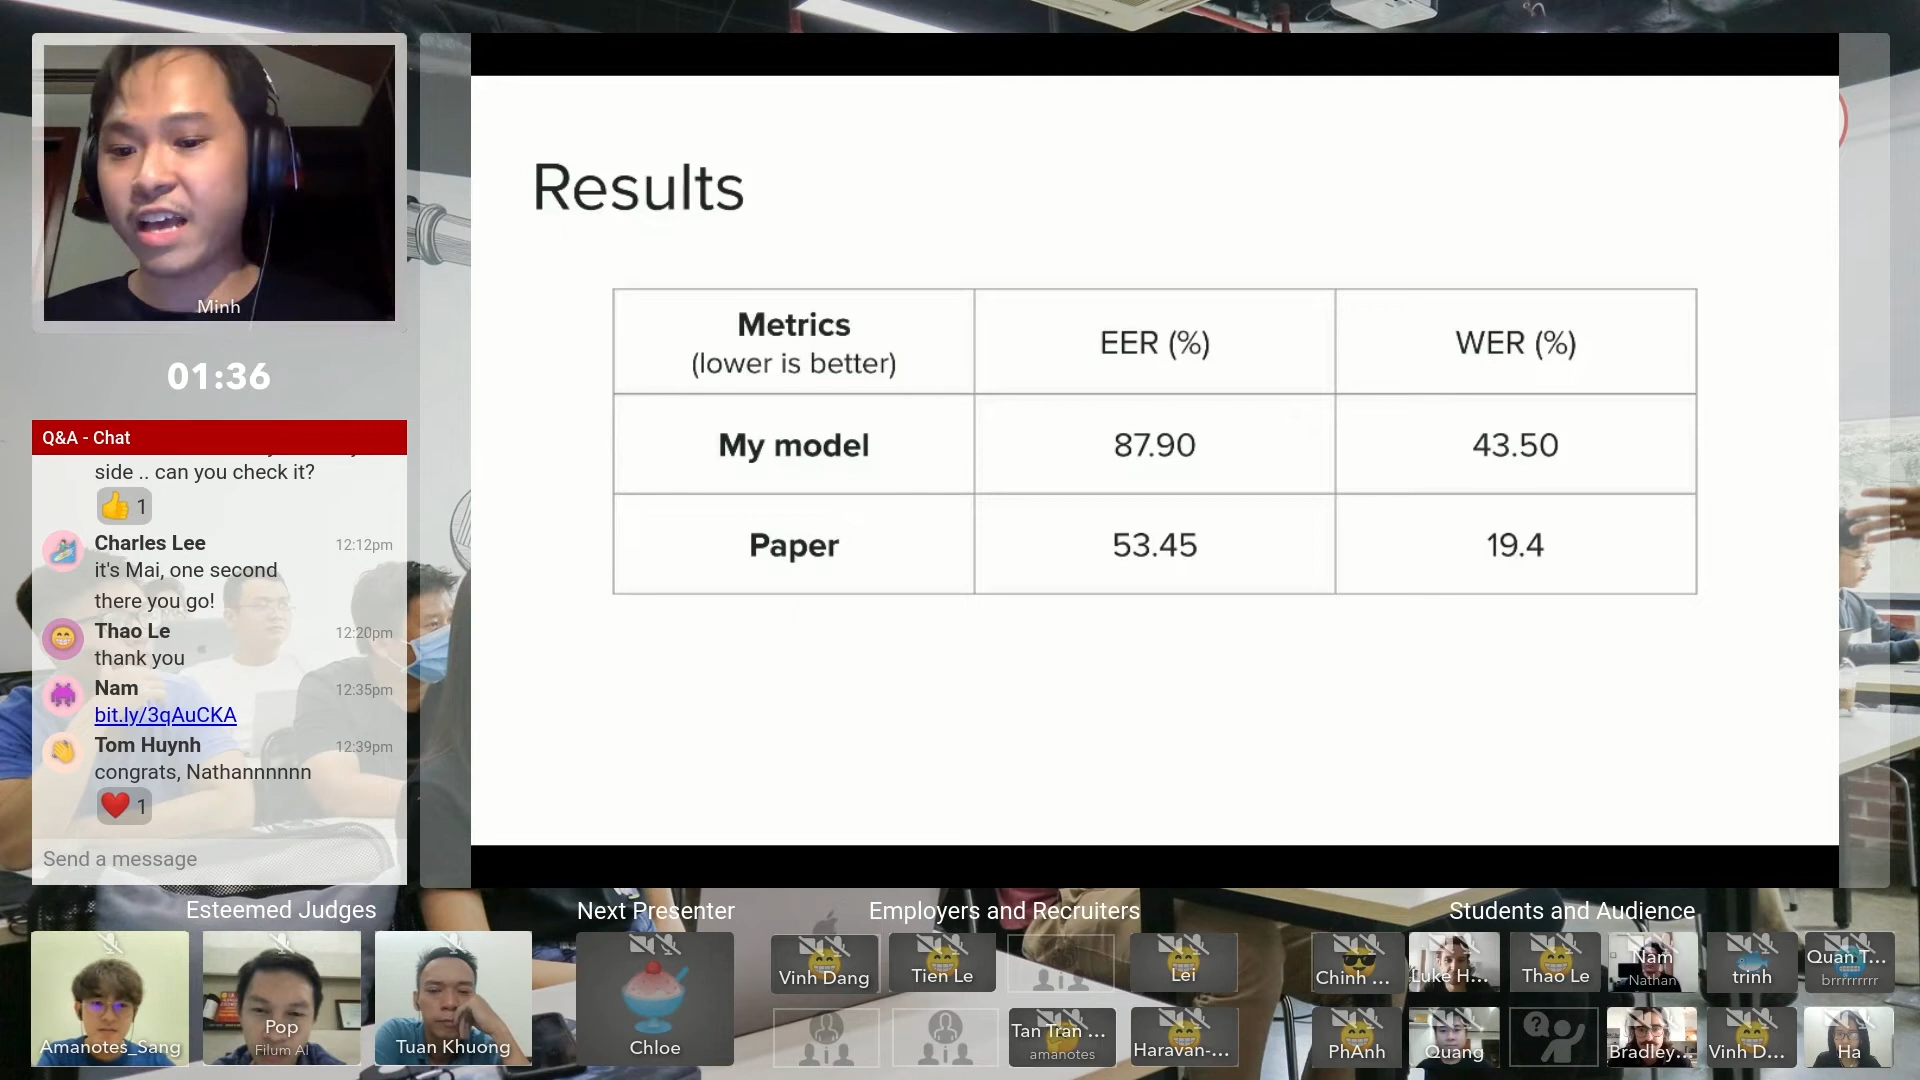 Minh
01:36
Q&A - Chat
side .. can you check it?
👍 1
Charles Lee 12:12pm
it's Mai, one second
there you go!
Thao Le 12:20pm
thank you
Nam 12:35pm
bit.ly/3qAuCKA
Tom Huynh 12:39pm
congrats, Nathannnnnn
❤️ 1
Send a message
Results
Metrics
(lower is better)
EER (%)
WER (%)
My model
87.90
43.50
Paper
53.45
19.4
Esteemed Judges
Amanotes_Sang
Pop
Filum AI
Tuan Khuong
Next Presenter
Chloe
Employers and Recruiters
Vinh Dang
Tien Le
Lei
Tan Tran ...
amanotes
Haravan-...
Students and Audience
Chinh ...
Luke H...
Thao Le
Nam
Nathan
trinh
Quan T...
brrrrrrrrr
PhAnh
Quang
Bradley...
Vinh D...
Ha